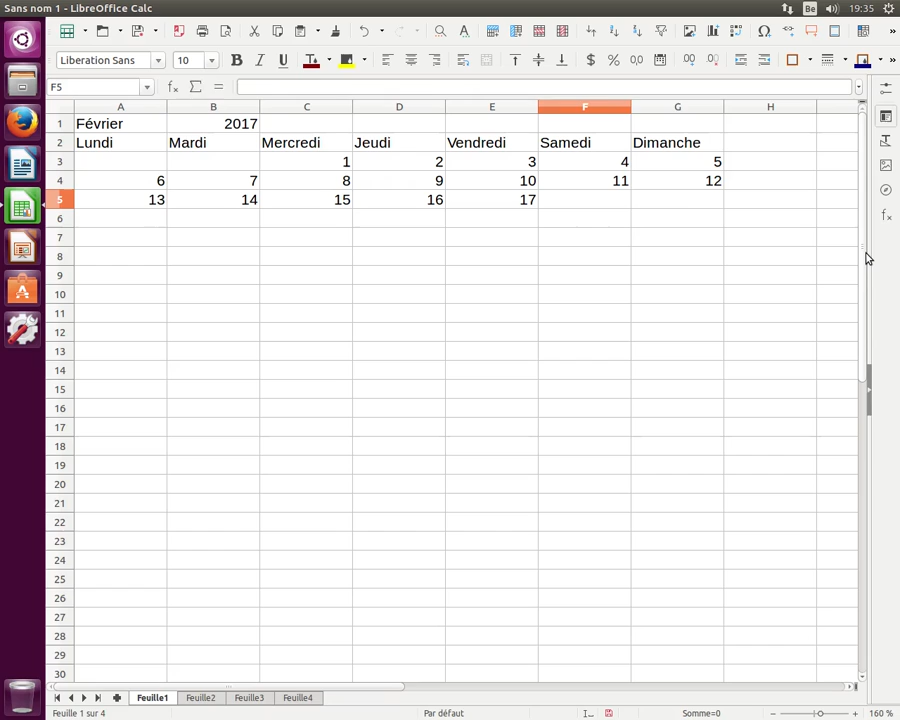 Sans nom 1 - LibreOffice Calc
Be 19:35
Liberation Sans 10
F5
A B C D E F G H
1 Février 2017
2 Lundi Mardi Mercredi Jeudi Vendredi Samedi Dimanche
3 1 2 3 4 5
4 6 7 8 9 10 11 12
5 13 14 15 16 17
6
7
8
9
10
11
12
13
14
15
16
17
18
19
20
21
22
23
24
25
26
27
28
29
30
Feuille1 Feuille2 Feuille3 Feuille4
Feuille 1 sur 4 Par défaut Somme=0 160 %